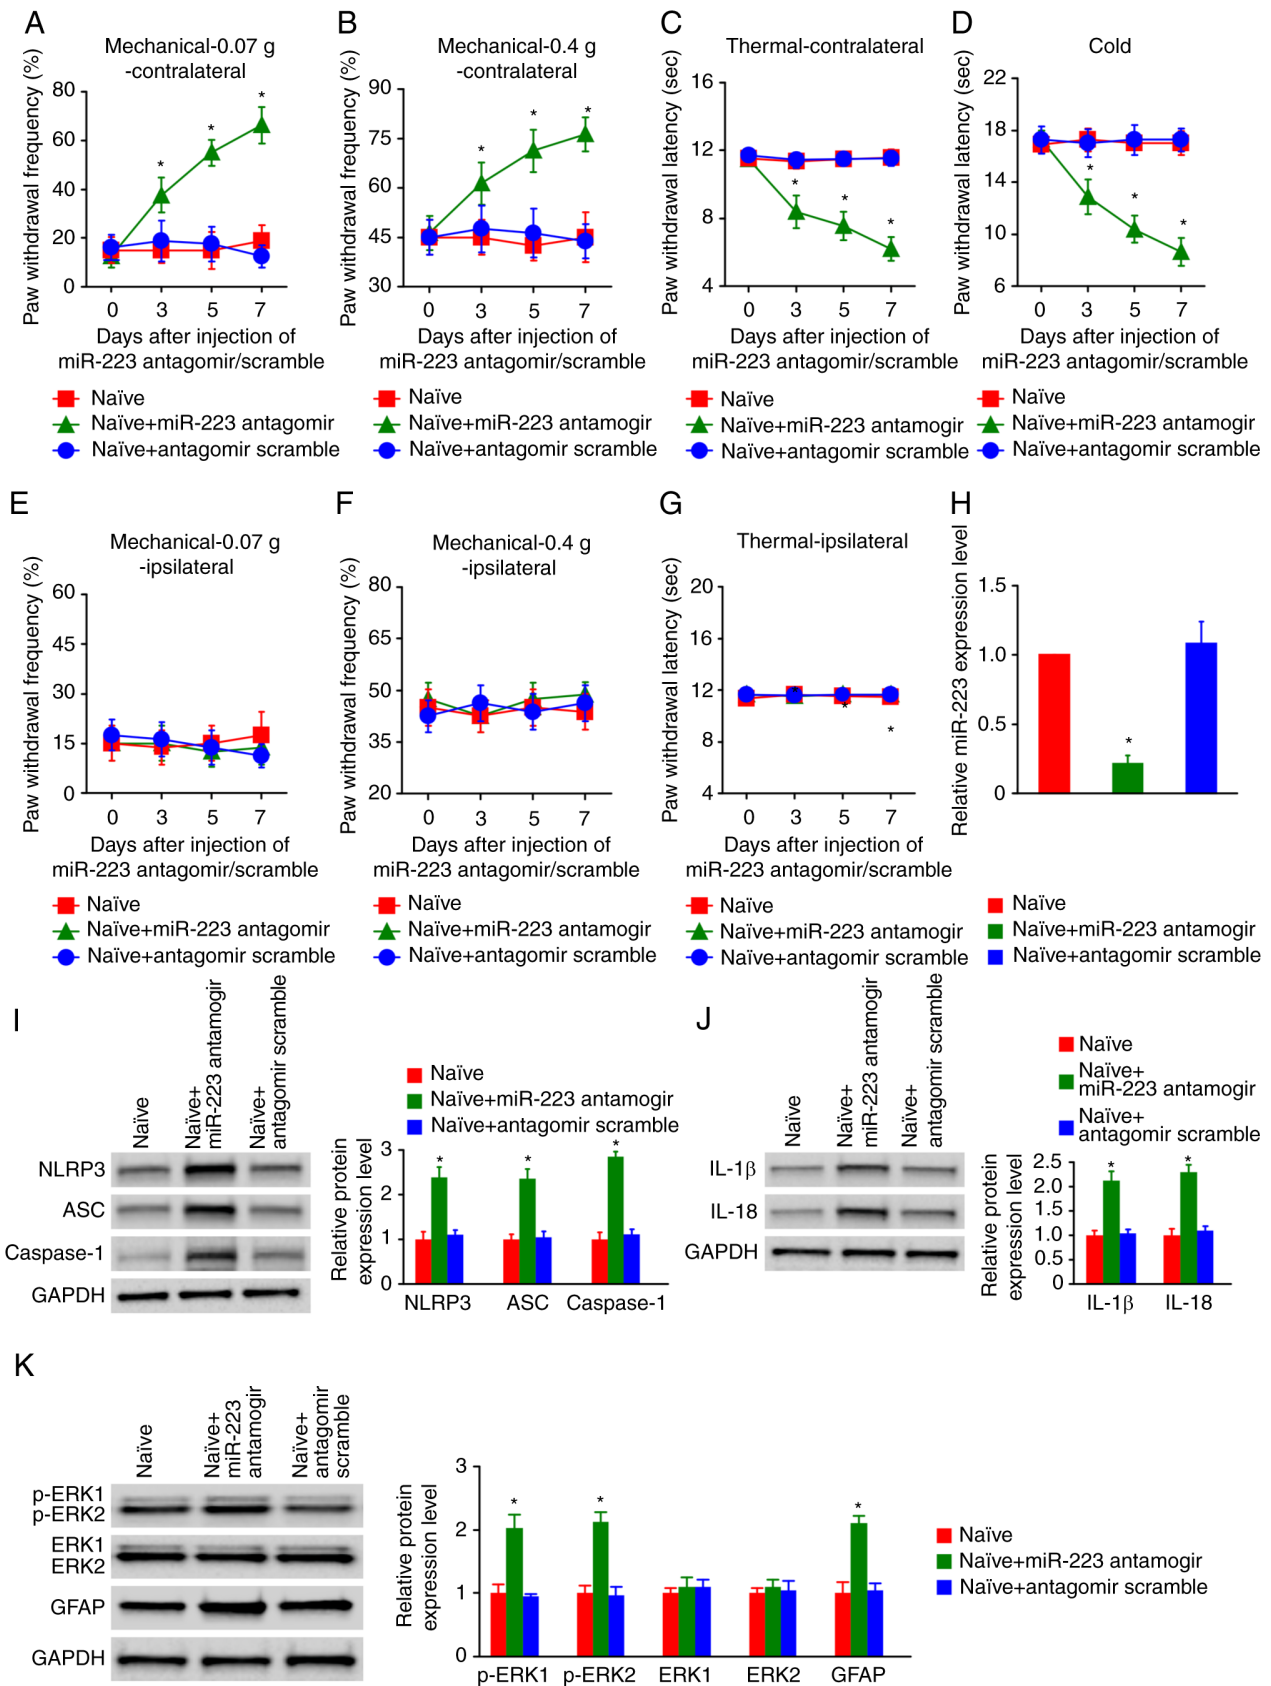 A
Mechanical-0.07 g
-contralateral
Paw withdrawal frequency (%)
80
60
40
20
0
0 3 5 7
Days after injection of
miR-223 antagomir/scramble
Naïve
Naïve+miR-223 antagomir
Naïve+antagomir scramble
*
*
*
B
Mechanical-0.4 g
-contralateral
Paw withdrawal frequency (%)
90
75
60
45
30
0 3 5 7
Days after injection of
miR-223 antagomir/scramble
Naïve
Naïve+miR-223 antamogir
Naïve+antagomir scramble
*
*
*
C
Thermal-contralateral
Paw withdrawal latency (sec)
16
12
8
4
0 3 5 7
Days after injection of
miR-223 antagomir/scramble
Naïve
Naïve+miR-223 antamogir
Naïve+antagomir scramble
*
*
*
D
Cold
Paw withdrawal latency (sec)
22
18
14
10
6
0 3 5 7
Days after injection of
miR-223 antagomir/scramble
Naïve
Naïve+miR-223 antamogir
Naïve+antagomir scramble
*
*
*
E
Mechanical-0.07 g
-ipsilateral
Paw withdrawal frequency (%)
60
45
30
15
0
0 3 5 7
Days after injection of
miR-223 antagomir/scramble
Naïve
Naïve+miR-223 antagomir
Naïve+antagomir scramble
F
Mechanical-0.4 g
-ipsilateral
Paw withdrawal frequency (%)
80
65
50
35
20
0 3 5 7
Days after injection of
miR-223 antagomir/scramble
Naïve
Naïve+miR-223 antamogir
Naïve+antagomir scramble
G
Thermal-ipsilateral
Paw withdrawal latency (sec)
20
16
12
8
4
0 3 5 7
Days after injection of
miR-223 antagomir/scramble
Naïve
Naïve+miR-223 antamogir
Naïve+antagomir scramble
*
*
H
Relative miR-223 expression level
1.5
1.0
0.5
0
*
Naïve
Naïve+miR-223 antamogir
Naïve+antagomir scramble
I
Naïve
Naïve+
miR-223 antamogir
Naïve+
antagomir scramble
NLRP3
ASC
Caspase-1
GAPDH
Naïve
Naïve+miR-223 antamogir
Naïve+antagomir scramble
Relative protein
expression level
3
2
1
0
*
*
*
NLRP3 ASC Caspase-1
J
Naïve
Naïve+
miR-223 antamogir
Naïve+
antagomir scramble
IL-1β
IL-18
GAPDH
Naïve
Naïve+
miR-223 antamogir
Naïve+
antagomir scramble
Relative protein
expression level
2.5
2.0
1.5
1.0
0.5
0
*
*
IL-1β IL-18
K
Naïve
Naïve+
miR-223
antamogir
Naïve+
antagomir
scramble
p-ERK1
p-ERK2
ERK1
ERK2
GFAP
GAPDH
Relative protein
expression level
3
2
1
0
*
*
*
p-ERK1 p-ERK2 ERK1 ERK2 GFAP
Naïve
Naïve+miR-223 antamogir
Naïve+antagomir scramble